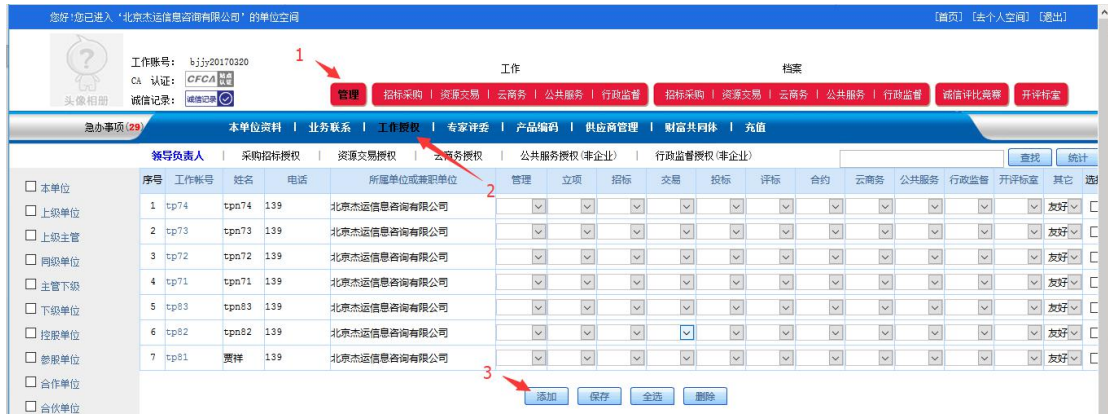 您好!您已进入‘北京杰运信息咨询有限公司’的单位空间 [首页] [去个人空间] [退出]
工作账号: bjjy20170320
CA 认证: CFCA 站点认证
诚信记录: 诚信记录
头像相册
1
工作 档案
管理 招标采购 | 资源交易 | 云商务 | 公共服务 | 行政监督 招标采购 | 资源交易 | 云商务 | 公共服务 | 行政监督 诚信评比竞赛 开评标室
急办事项(29) 单位资料 | 业务联系 | 工作授权 | 专家评委 | 产品编码 | 供应商管理 | 财富共同体 | 充值
领导负责人 | 采购招标授权 | 资源交易授权 | 云商务授权 | 公共服务授权(非企业) | 行政监督授权(非企业) 查找 统计
2
序号 工作帐号 姓名 电话 所属单位或兼职单位 管理 立项 招标 交易 投标 评标 合约 云商务 公共服务 行政监督 开评标室 其它 选择
本单位
上级单位
上级主管
同级单位
主管下级
下级单位
控股单位
参股单位
合作单位
合伙单位
1 tp74 tpn74 139 北京杰运信息咨询有限公司 友好
2 tp73 tpn73 139 北京杰运信息咨询有限公司 友好
3 tp72 tpn72 139 北京杰运信息咨询有限公司 友好
4 tp71 tpn71 139 北京杰运信息咨询有限公司 友好
5 tp83 tpn83 139 北京杰运信息咨询有限公司 友好
6 tp82 tpn82 139 北京杰运信息咨询有限公司 友好
7 tp81 贾祥 139 北京杰运信息咨询有限公司 友好
3
添加 保存 全选 删除